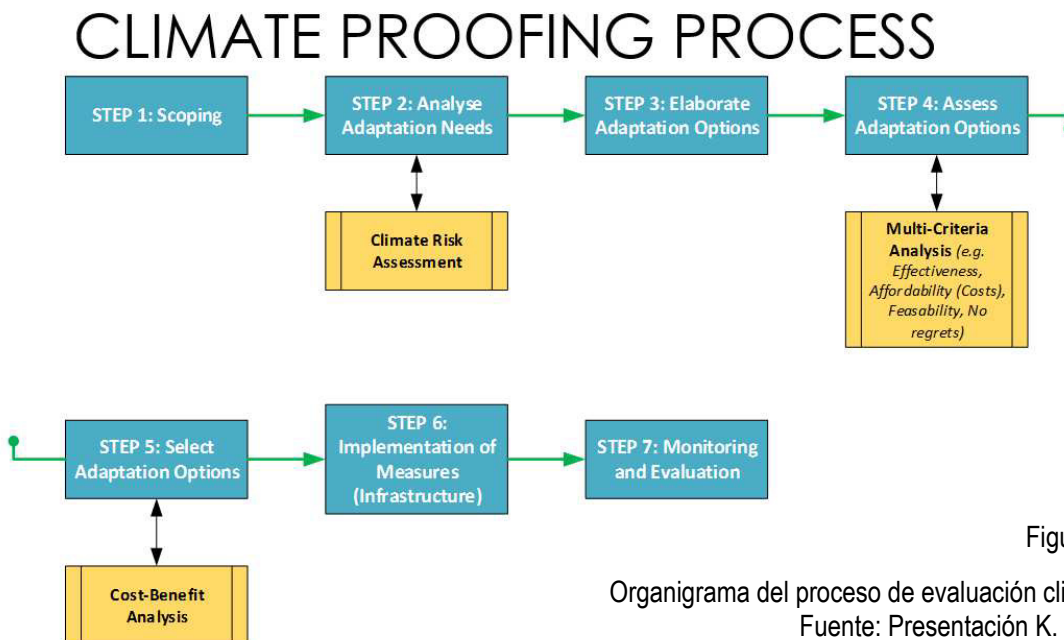 CLIMATE PROOFING PROCESS
STEP 1: Scoping
STEP 2: Analyse
Adaptation Needs
STEP 3: Elaborate
Adaptation Options
STEP 4: Assess
Adaptation Options
Climate Risk
Assessment
Multi-Criteria
Analysis (e.g.
Effectiveness,
Affordability (Costs),
Feasability, No
regrets)
STEP 5: Select
Adaptation Options
STEP 6:
Implementation of
Measures
(Infrastructure)
STEP 7: Monitoring
and Evaluation
Cost-Benefit
Analysis
Organigrama del proceso de evaluación
Fuente: Presentación K.